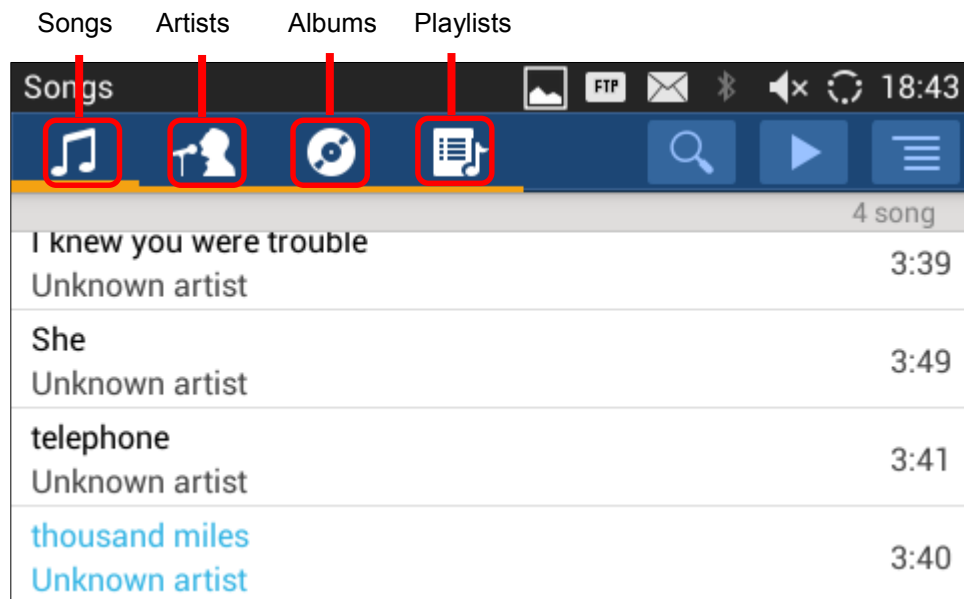 Songs Artists Albums Playlists
Songs FTP 18:43
4 song
I knew you were trouble
Unknown artist
3:39
She
Unknown artist
3:49
telephone
Unknown artist
3:41
thousand miles
Unknown artist
3:40